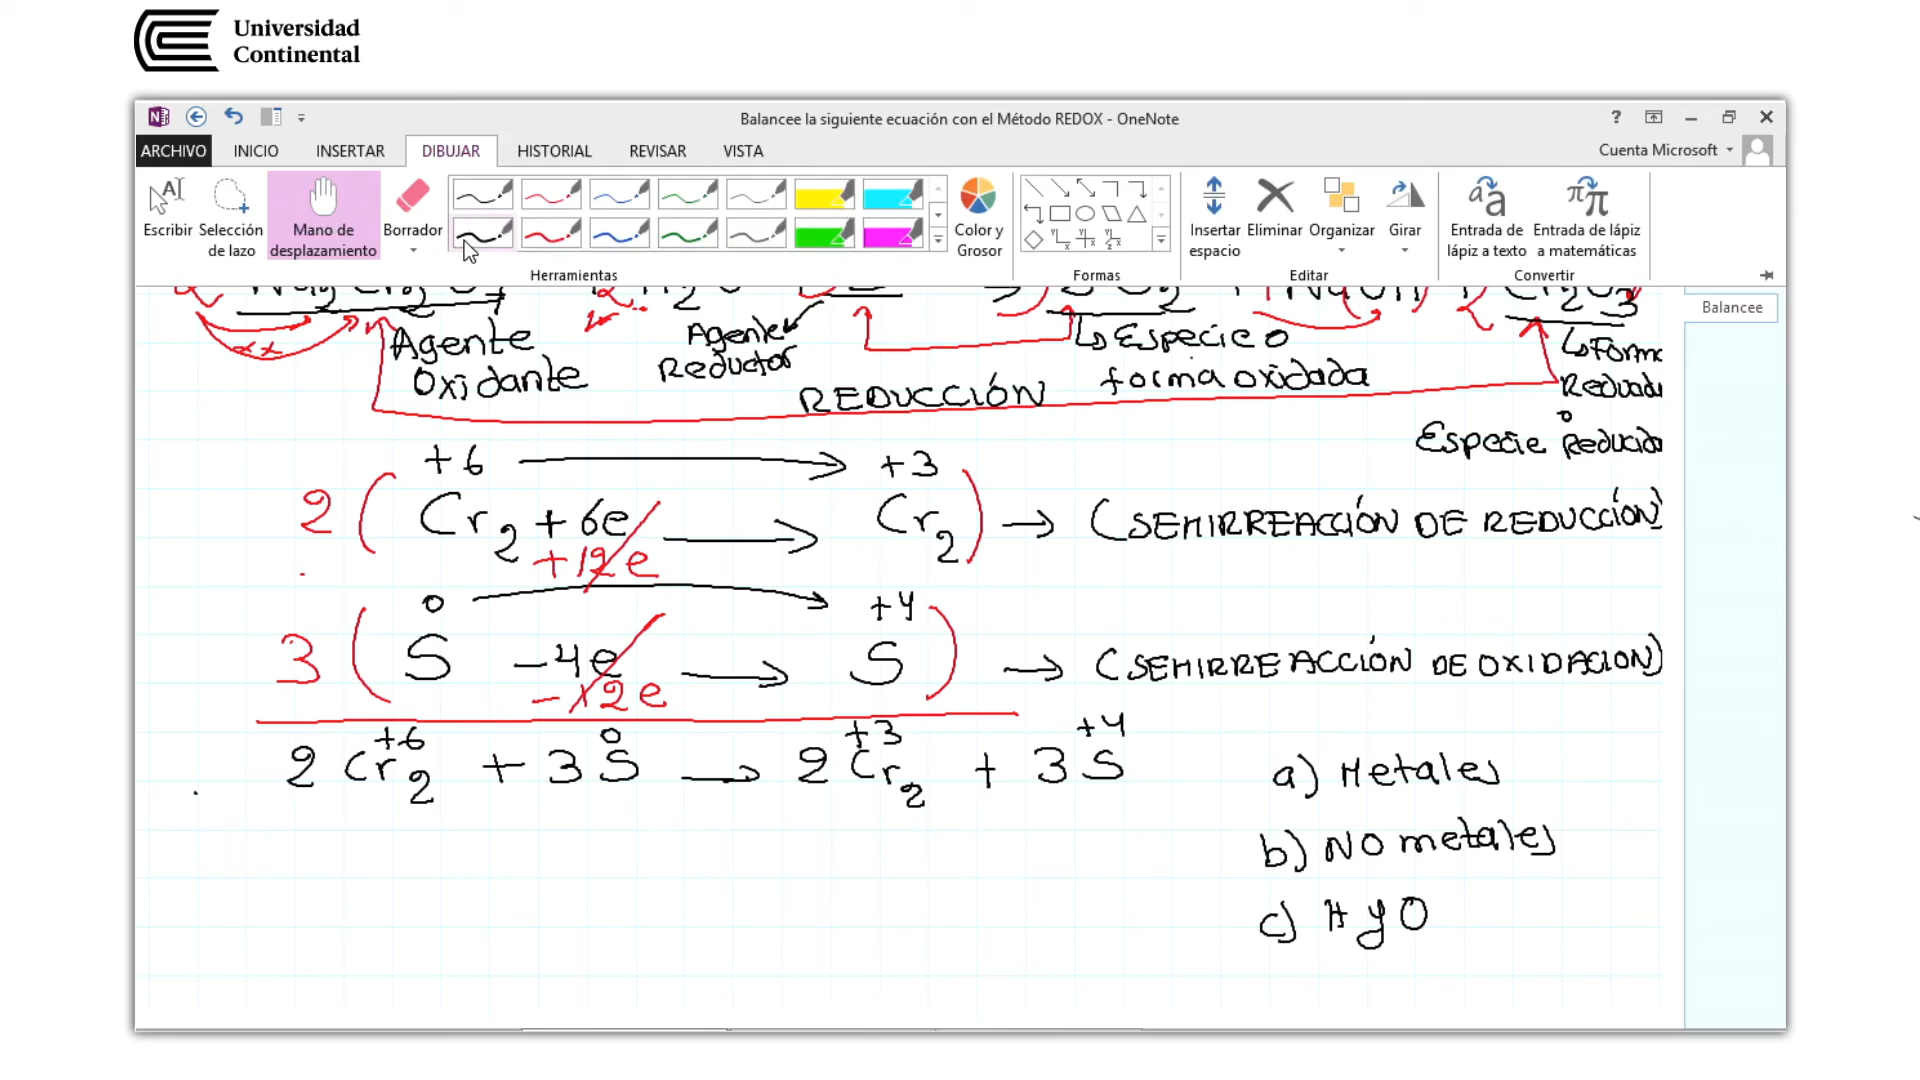 Universidad
Continental
Balancee la siguiente ecuación con el Método REDOX - OneNote
ARCHIVO INICIO INSERTAR DIBUJAR HISTORIAL REVISAR VISTA
Cuenta Microsoft
Escribir
Selección de lazo
Mano de desplazamiento
Borrador
Color y Grosor
Insertar espacio
Eliminar
Organizar
Girar
Entrada de lápiz a texto
Entrada de lápiz a matemáticas
Herramientas Formas Editar Convertir
Balancee
Agente
Oxidante
Agente
Reductor
REDUCCIÓN
↳ Especie o
forma oxidada
↳ Forma
Especie Reducida
+6 → +3
2 ( Cr2 + 6e → Cr2 ) → (SEMIRREACCIÓN DE REDUCCIÓN)
+12e
0 → +4
3 ( S - 4e → S ) → (SEMIRREACCIÓN DE OXIDACION)
-12e
+6 0 +3 +4
2 Cr2 + 3 S → 2 Cr2 + 3 S
a) Metales
b) NO metales
c) H y O